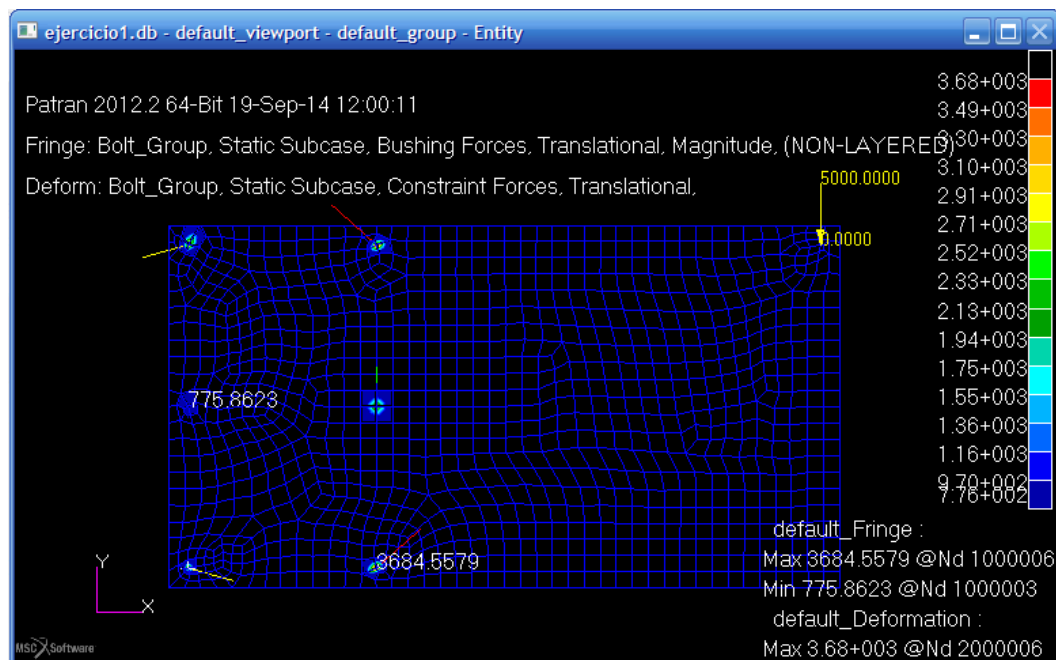 ejercicio1.db - default_viewport - default_group - Entity
Patran 2012.2 64-Bit 19-Sep-14 12:00:11
Fringe: Bolt_Group, Static Subcase, Bushing Forces, Translational, Magnitude, (NON-LAYERED)
Deform: Bolt_Group, Static Subcase, Constraint Forces, Translational,
3.68+003
3.49+003
3.30+003
3.10+003
2.91+003
2.71+003
2.52+003
2.33+003
2.13+003
1.94+003
1.75+003
1.55+003
1.36+003
1.16+003
9.70+002
7.76+002
5000.0000
0.0000
775.8623
3684.5579
Y
X
default_Fringe :
Max 3684.5579 @Nd 1000006
Min 775.8623 @Nd 1000003
default_Deformation :
Max 3.68+003 @Nd 2000006
MSC Software